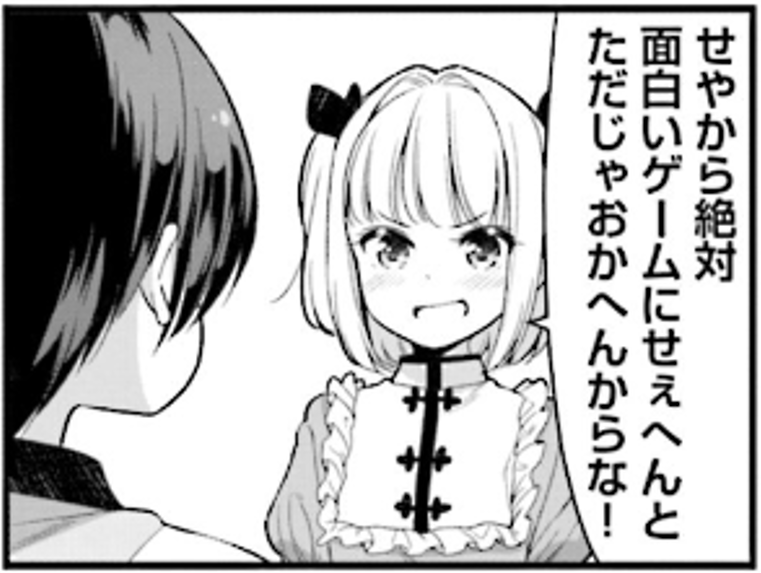 せやから絶対
面白いゲームにせぇへんと
ただじゃおかへんからな！